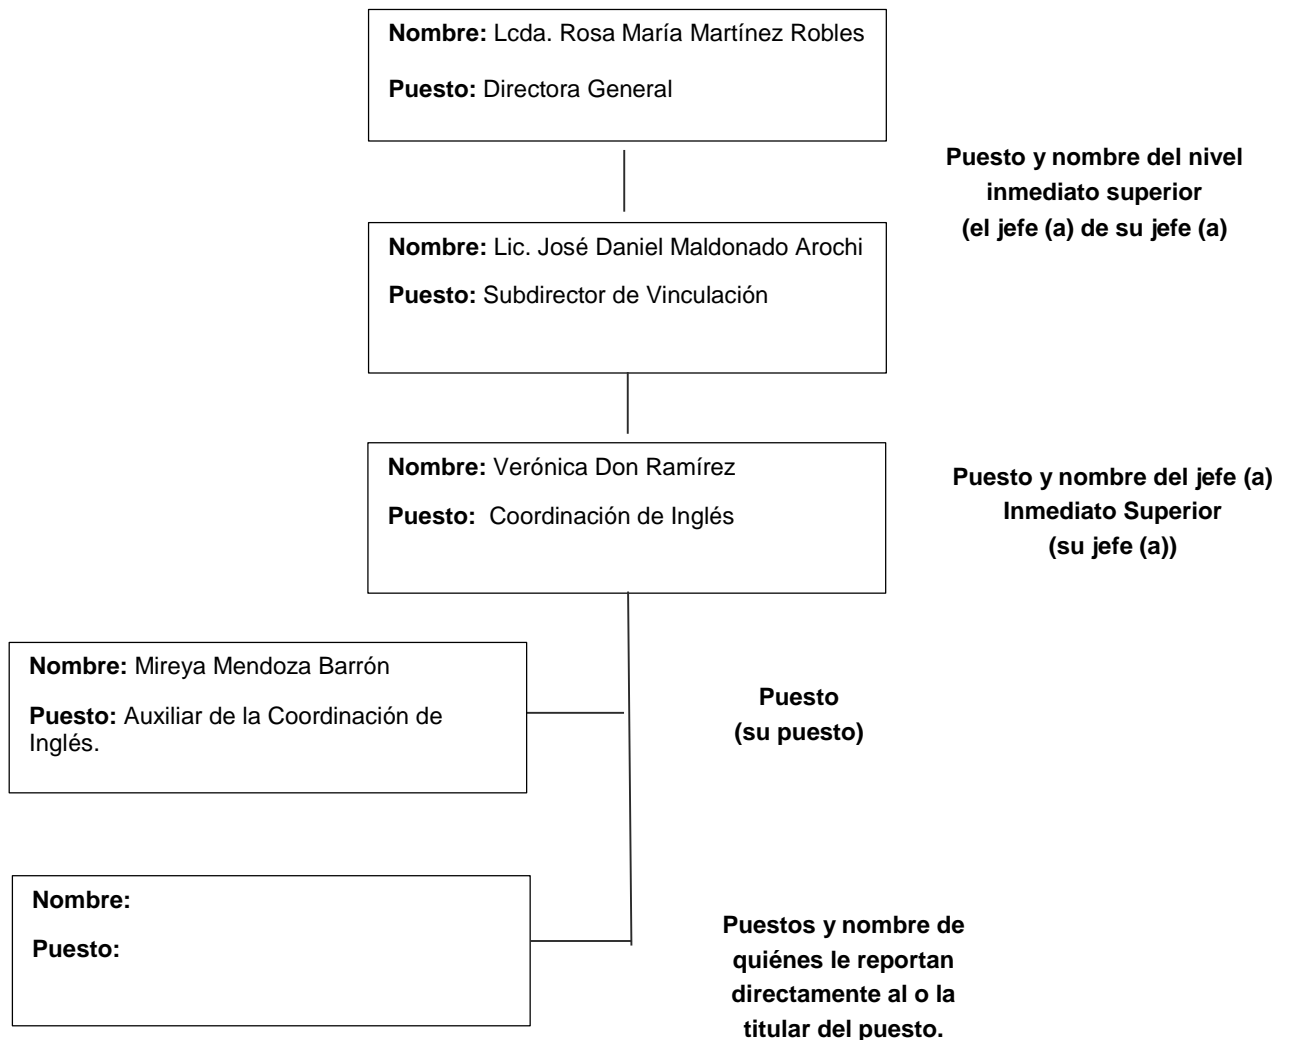 Nombre: Lcda. Rosa María Martínez Robles
Puesto: Directora General
Puesto y nombre del nivel
inmediato superior
(el jefe (a) de su jefe (a)
Nombre: Lic. José Daniel Maldonado Arochi
Puesto: Subdirector de Vinculación
Nombre: Verónica Don Ramírez
Puesto: Coordinación de Inglés
Puesto y nombre del jefe (a)
Inmediato Superior
(su jefe (a))
Nombre: Mireya Mendoza Barrón
Puesto: Auxiliar de la Coordinación de
Inglés.
Puesto
(su puesto)
Nombre:
Puesto:
Puestos y nombre de
quiénes le reportan
directamente al o la
titular del puesto.